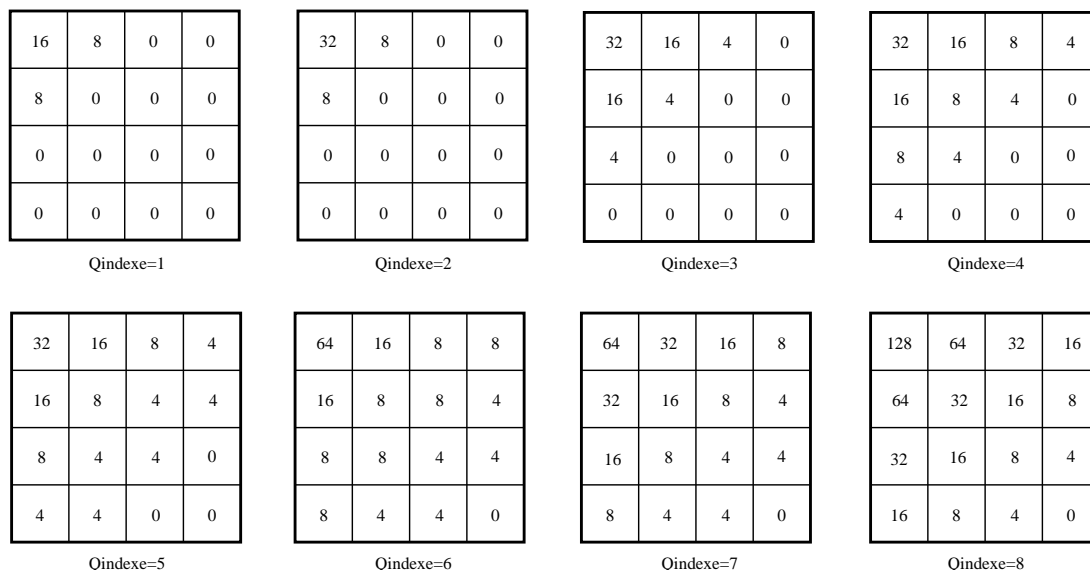 16 8 0 0
8 0 0 0
0 0 0 0
0 0 0 0
Qindexe=1
32 8 0 0
8 0 0 0
0 0 0 0
0 0 0 0
Qindexe=2
32 16 4 0
16 4 0 0
4 0 0 0
0 0 0 0
Qindexe=3
32 16 8 4
16 8 4 0
8 4 0 0
4 0 0 0
Qindexe=4
32 16 8 4
16 8 4 4
8 4 4 0
4 4 0 0
Qindexe=5
64 16 8 8
16 8 8 4
8 8 4 4
8 4 4 0
Qindexe=6
64 32 16 8
32 16 8 4
16 8 4 4
8 4 4 0
Qindexe=7
128 64 32 16
64 32 16 8
32 16 8 4
16 8 4 0
Qindexe=8